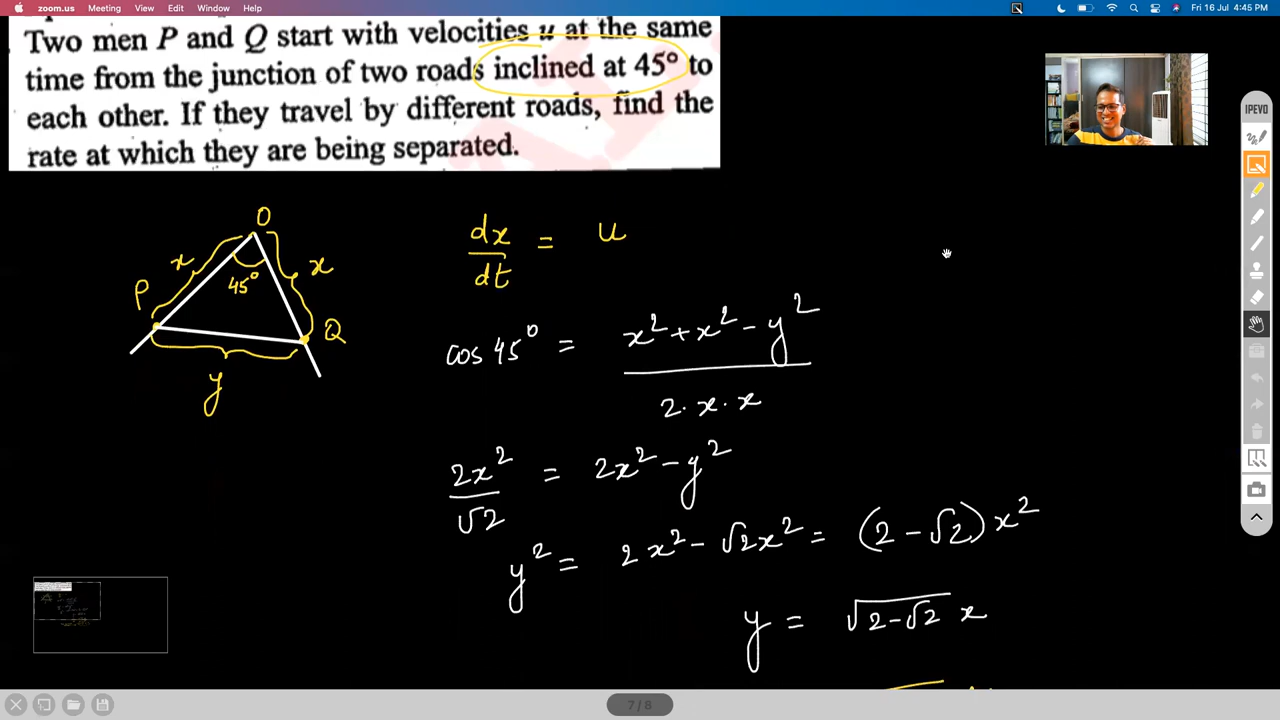 zoom.us Meeting View Edit Window Help Fri 16 Jul 4:45 PM
Two men P and Q start with velocities u at the same
time from the junction of two roads inclined at 45° to
each other. If they travel by different roads, find the
rate at which they are being separated.
IPEVO
O
dx/dt = u
x x
45°
P
Q
y
cos 45° = x²+x²-y² / 2·x·x
2x²/√2 = 2x²-y²
y² = 2x²-√2x² = (2-√2)x²
y = √2-√2 x
7 / 8